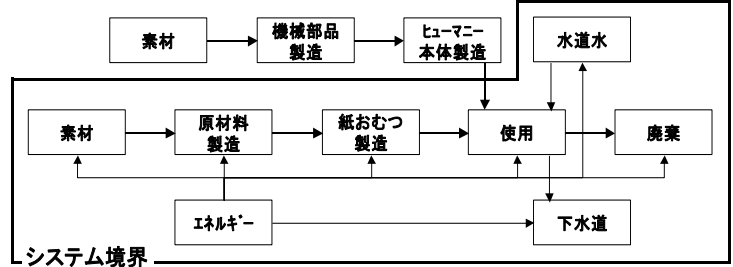 素材
機械部品
製造
ﾋｭｰﾏﾆｰ
本体製造
水道水
素材
原材料
製造
紙おむつ
製造
使用
廃棄
ｴﾈﾙｷﾞｰ
下水道
システム境界